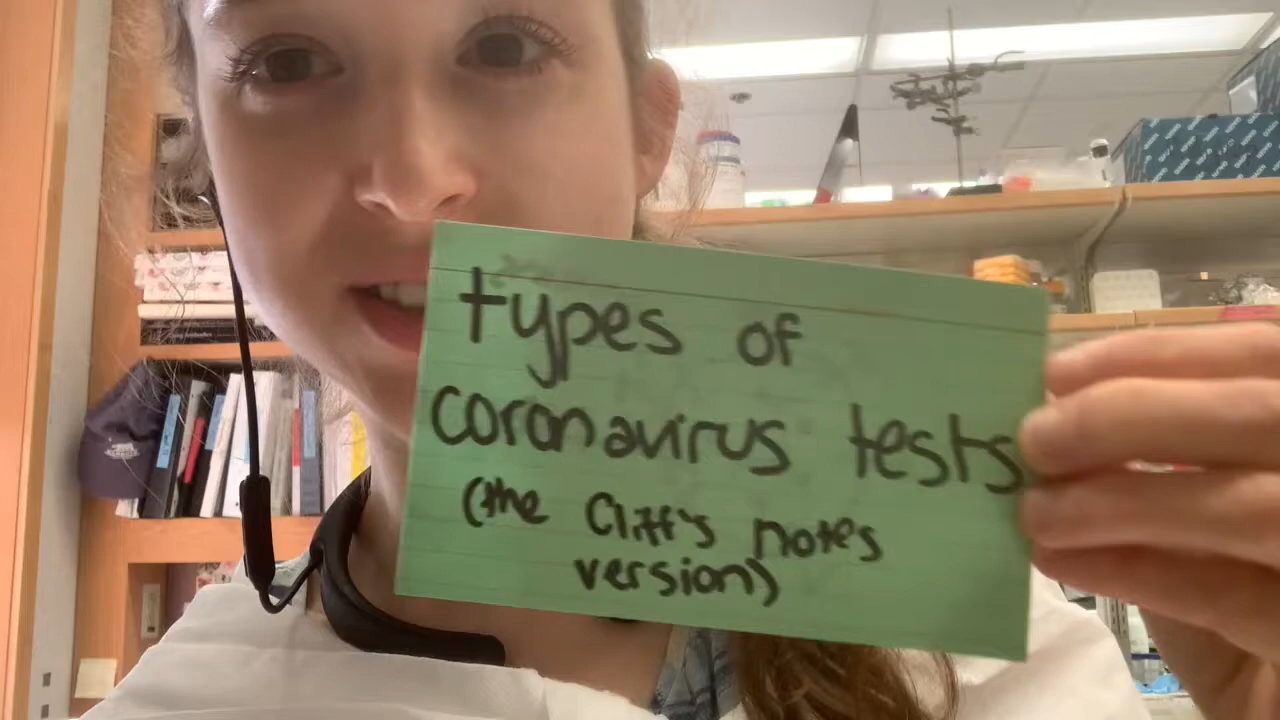 types of
coronavirus tests
(the Cliff's notes
version)